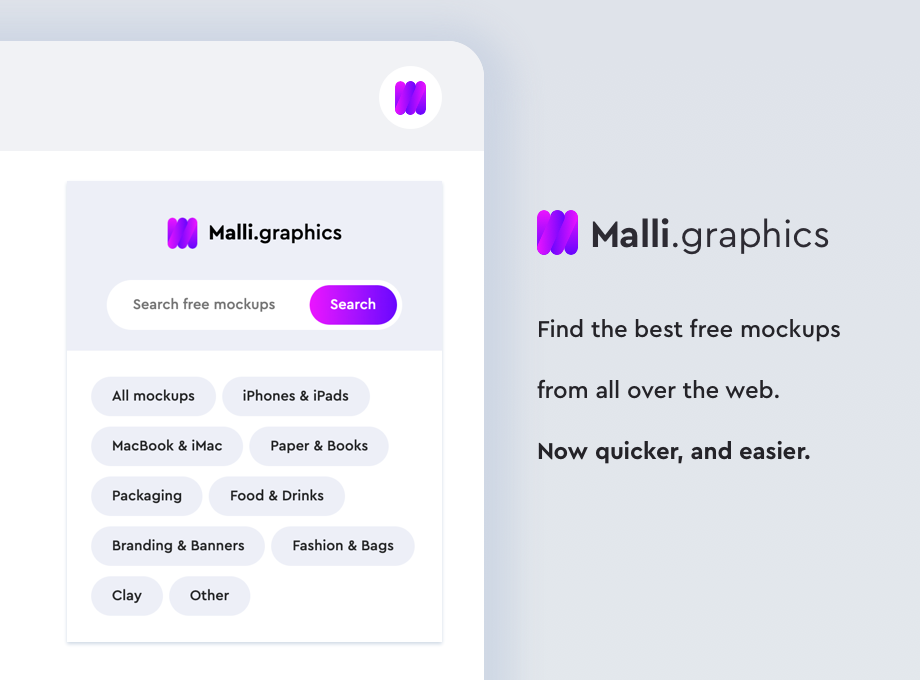 Malli.graphics
Search free mockups Search
All mockups iPhones & iPads
MacBook & iMac Paper & Books
Packaging Food & Drinks
Branding & Banners Fashion & Bags
Clay Other
Malli.graphics
Find the best free mockups
from all over the web.
Now quicker, and easier.